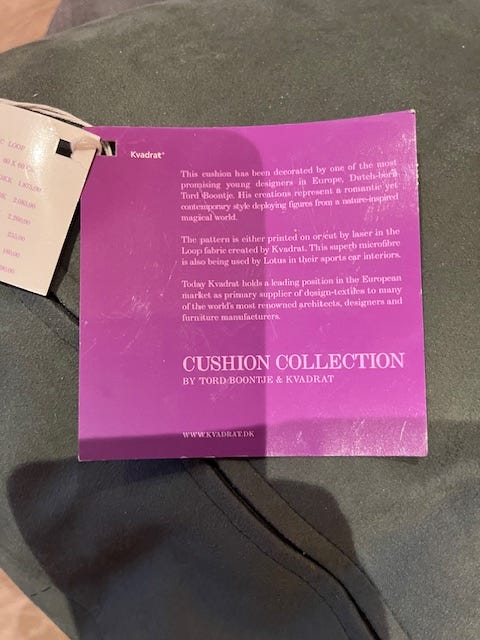 Kvadrat®
This cushion has been decorated by one of the most
promising young designers in Europe, Dutch-born
Tord Boontje. His creations represent a romantic yet
contemporary style deploying figures from a nature-inspired
magical world.
The pattern is either printed on or cut by laser in the
Loop fabric created by Kvadrat. This superb microfibre
is also being used by Lotus in their sports car interiors.
Today Kvadrat holds a leading position in the European
market as primary supplier of design-textiles to many
of the world's most renowned architects, designers and
furniture manufacturers.
CUSHION COLLECTION
BY TORD BOONTJE & KVADRAT
WWW.KVADRAT.DK
LOOP
60 X 60